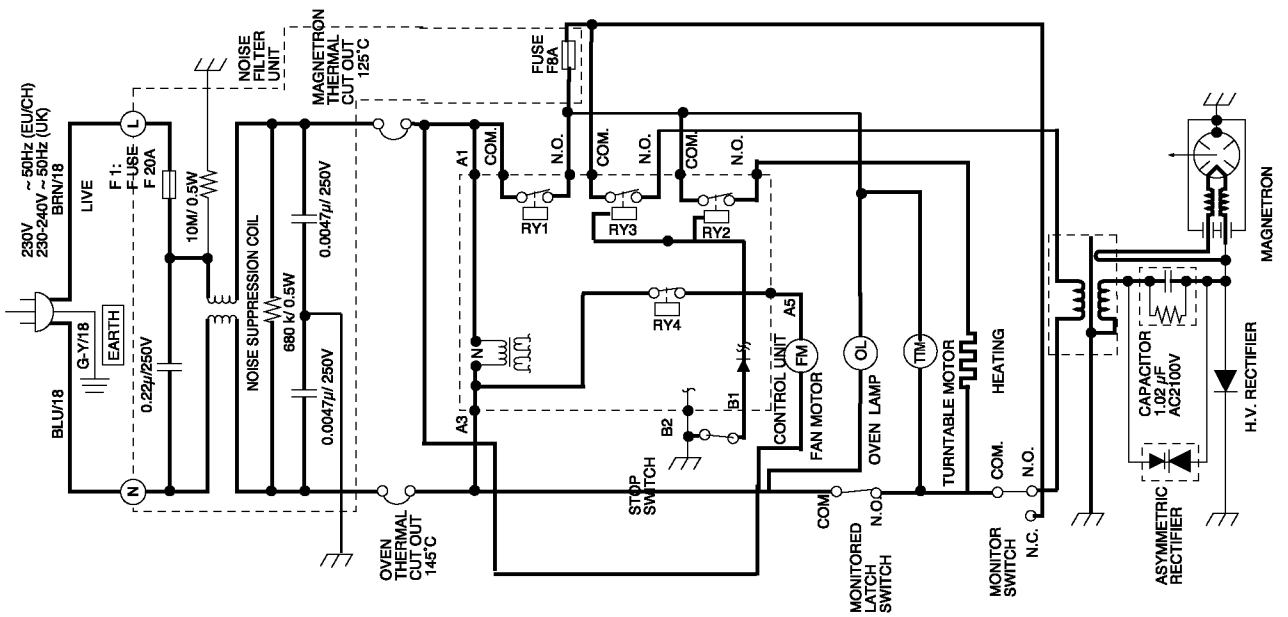 230V ~ 50Hz (EU/CH)
230-240V ~ 50Hz (UK)
BRN/18
LIVE
L
F 1:
F USE
F 20A
10M/ 0.5W
NOISE
FILTER
UNIT
G-Y/18
EARTH
BLU/18
N
0.22µ/250V
NOISE SUPPRESSION COIL
680 k/ 0.5W
0.0047µ/ 250V
0.0047µ/ 250V
MAGNETRON
THERMAL
CUT OUT
125°C
OVEN
THERMAL
CUT OUT
145°C
FUSE
F8A
A1
COM.
N.O.
COM.
N.O.
COM.
N.O.
RY1
RY3
RY2
RY4
N
A3
A5
B2
B1
STOP
SWITCH
CONTROL UNIT
FM
FAN MOTOR
OL
OVEN LAMP
TTM
TURNTABLE MOTOR
HEATING
COM
N.O.
MONITORED
LATCH
SWITCH
COM.
N.O.
N.C.
MONITOR
SWITCH
CAPACITOR
1.02 µF
AC2100V
ASYMMETRIC
RECTIFIER
H.V. RECTIFIER
MAGNETRON